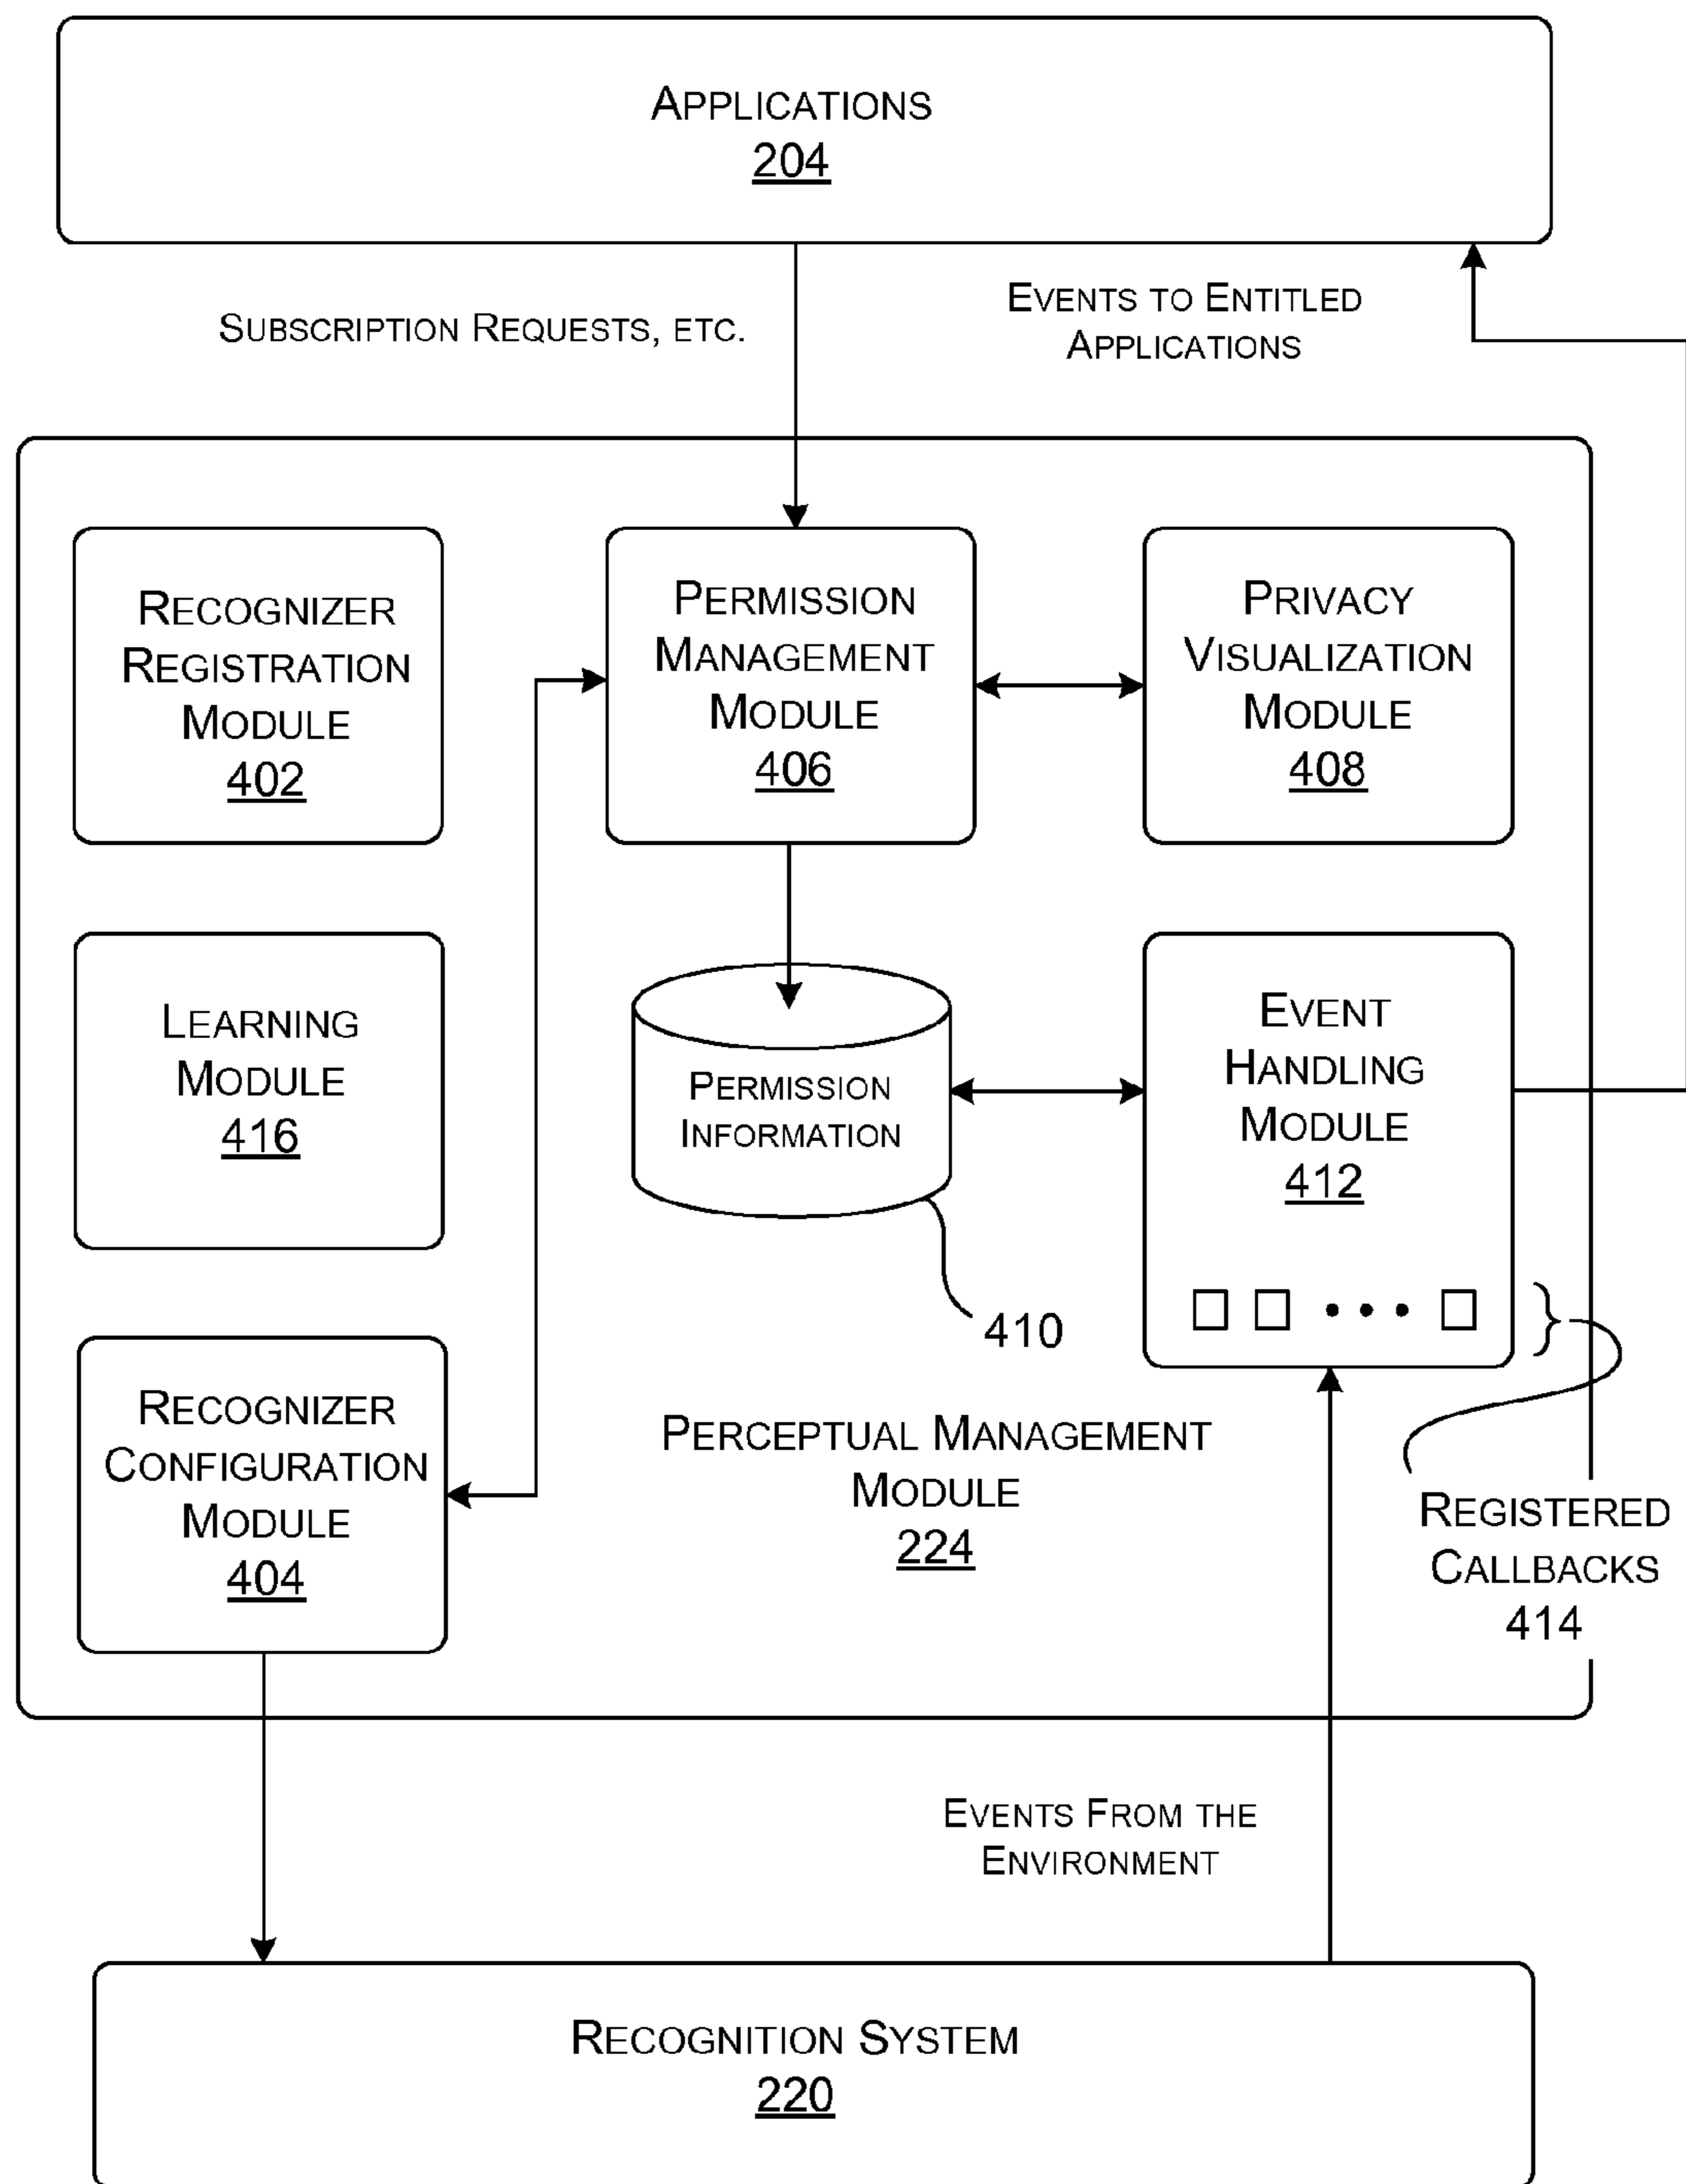 APPLICATIONS
204
SUBSCRIPTION REQUESTS, ETC.
EVENTS TO ENTITLED
APPLICATIONS
RECOGNIZER
REGISTRATION
MODULE
402
PERMISSION
MANAGEMENT
MODULE
406
PRIVACY
VISUALIZATION
MODULE
408
LEARNING
MODULE
416
PERMISSION
INFORMATION
410
EVENT
HANDLING
MODULE
412
RECOGNIZER
CONFIGURATION
MODULE
404
PERCEPTUAL MANAGEMENT
MODULE
224
REGISTERED
CALLBACKS
414
EVENTS FROM THE
ENVIRONMENT
RECOGNITION SYSTEM
220